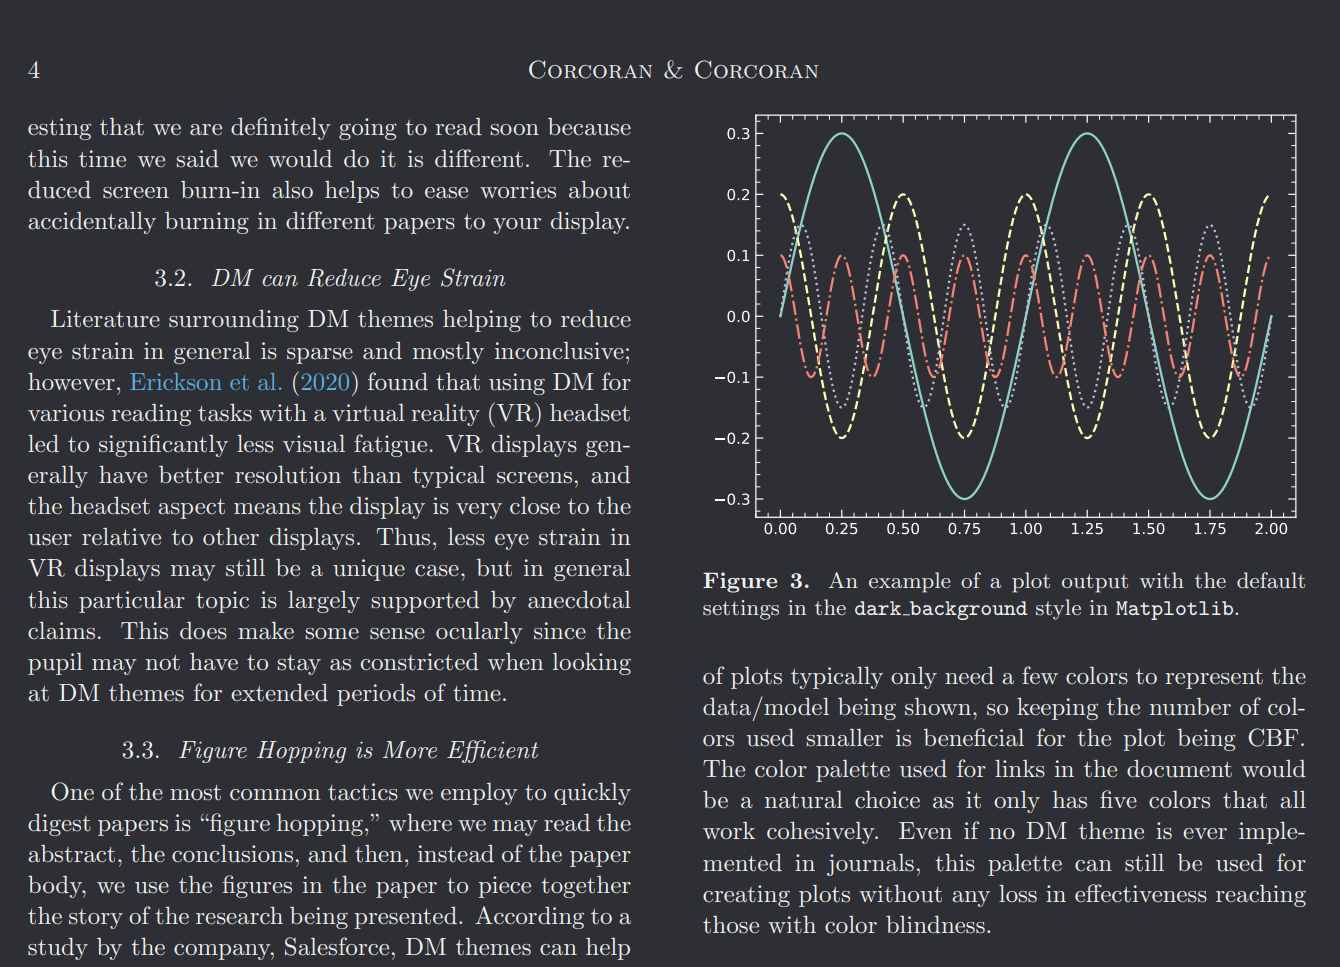 4
CORCORAN & CORCORAN
esting that we are definitely going to read soon because
this time we said we would do it is different. The re-
duced screen burn-in also helps to ease worries about
accidentally burning in different papers to your display.
3.2. DM can Reduce Eye Strain
Literature surrounding DM themes helping to reduce
eye strain in general is sparse and mostly inconclusive;
however, Erickson et al. (2020) found that using DM for
various reading tasks with a virtual reality (VR) headset
led to significantly less visual fatigue. VR displays gen-
erally have better resolution than typical screens, and
the headset aspect means the display is very close to the
user relative to other displays. Thus, less eye strain in
VR displays may still be a unique case, but in general
this particular topic is largely supported by anecdotal
claims. This does make some sense ocularly since the
pupil may not have to stay as constricted when looking
at DM themes for extended periods of time.
3.3. Figure Hopping is More Efficient
One of the most common tactics we employ to quickly
digest papers is “figure hopping,” where we may read the
abstract, the conclusions, and then, instead of the paper
body, we use the figures in the paper to piece together
the story of the research being presented. According to a
study by the company, Salesforce, DM themes can help
0.3
0.2
0.1
0.0
−0.1
−0.2
−0.3
0.00 0.25 0.50 0.75 1.00 1.25 1.50 1.75 2.00
Figure 3. An example of a plot output with the default
settings in the dark_background style in Matplotlib.
of plots typically only need a few colors to represent the
data/model being shown, so keeping the number of col-
ors used smaller is beneficial for the plot being CBF.
The color palette used for links in the document would
be a natural choice as it only has five colors that all
work cohesively. Even if no DM theme is ever imple-
mented in journals, this palette can still be used for
creating plots without any loss in effectiveness reaching
those with color blindness.